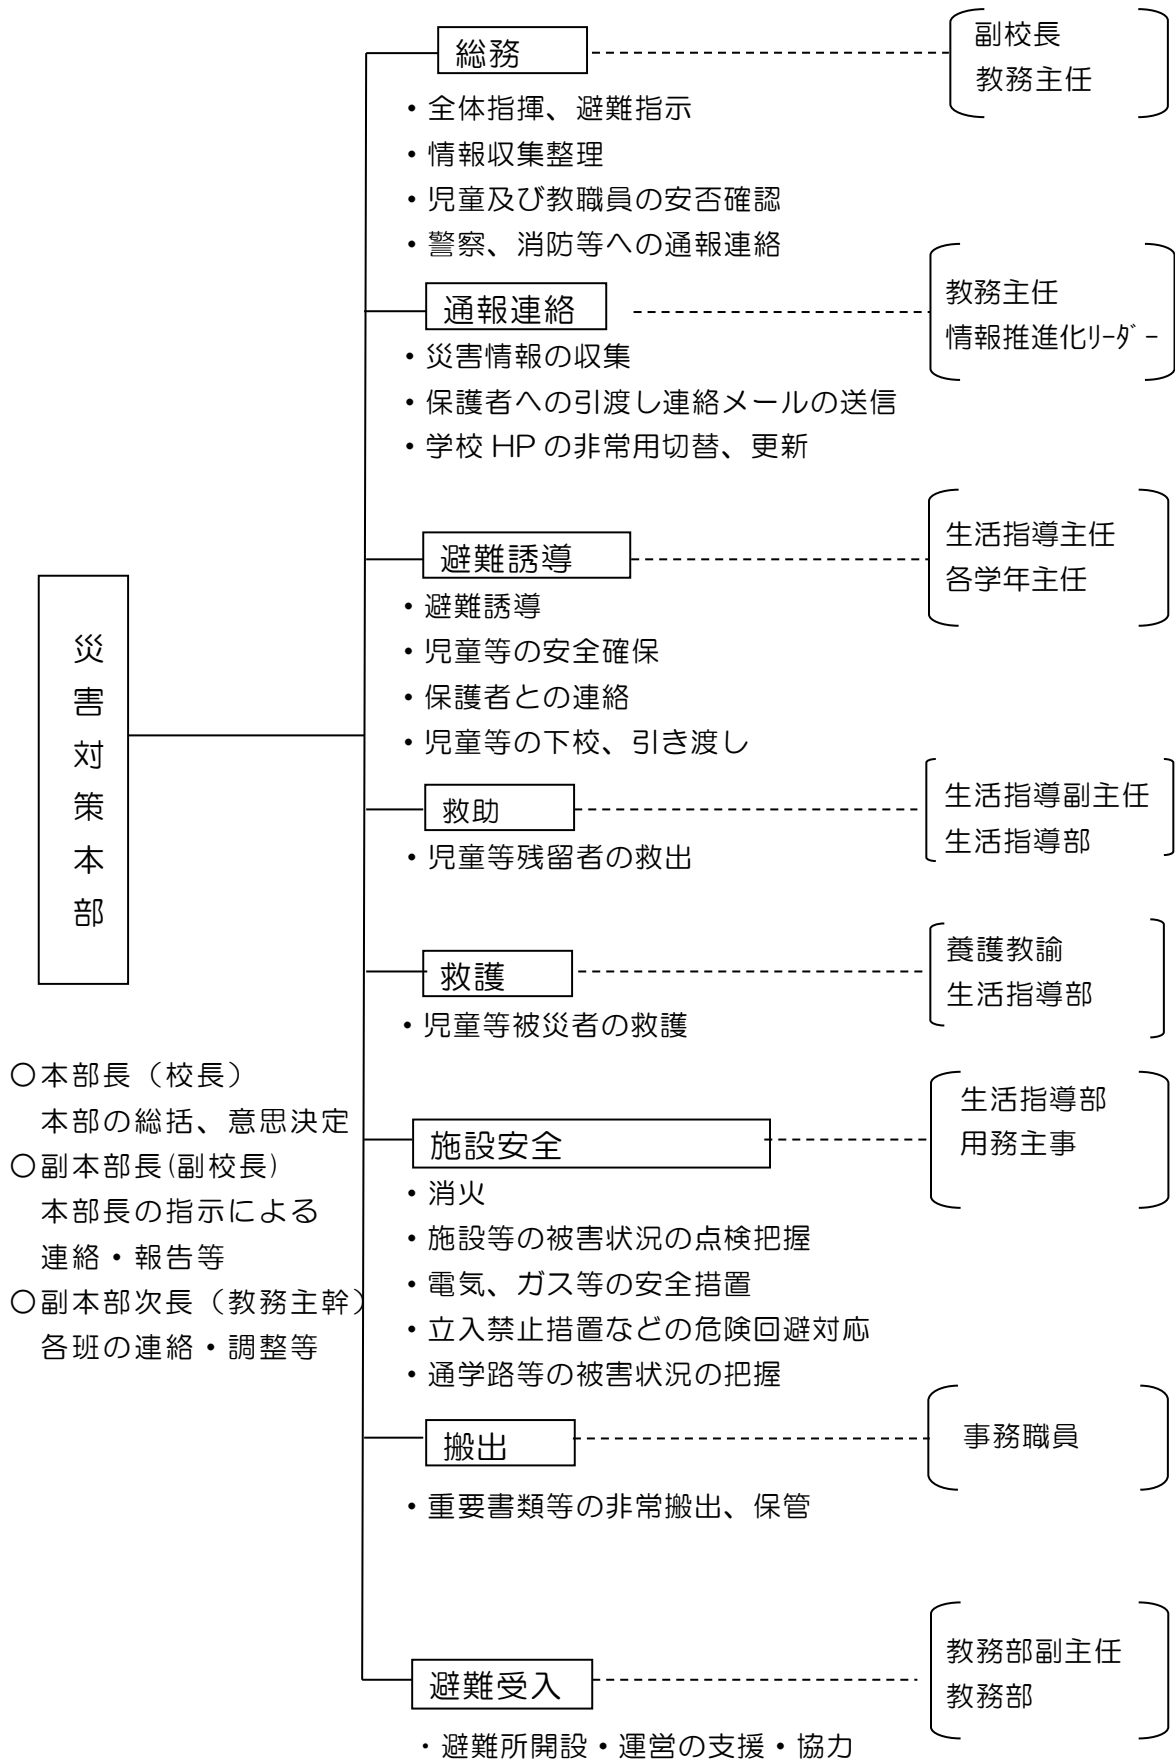 総務
副校長
教務主任
・全体指揮、避難指示
・情報収集整理
・児童及び教職員の安否確認
・警察、消防等への通報連絡
通報連絡
教務主任
情報推進化ﾘｰﾀﾞｰ
・災害情報の収集
・保護者への引渡し連絡メールの送信
・学校 HP の非常用切替、更新
避難誘導
生活指導主任
各学年主任
・避難誘導
・児童等の安全確保
・保護者との連絡
・児童等の下校、引き渡し
災害対策本部
救助
生活指導副主任
生活指導部
・児童等残留者の救出
救護
養護教諭
生活指導部
・児童等被災者の救護
〇本部長（校長）
本部の総括、意思決定
〇副本部長(副校長)
本部長の指示による
連絡・報告等
〇副本部次長（教務主幹）
各班の連絡・調整等
施設安全
生活指導部
用務主事
・消火
・施設等の被害状況の点検把握
・電気、ガス等の安全措置
・立入禁止措置などの危険回避対応
・通学路等の被害状況の把握
搬出
事務職員
・重要書類等の非常搬出、保管
避難受入
教務部副主任
教務部
・避難所開設・運営の支援・協力